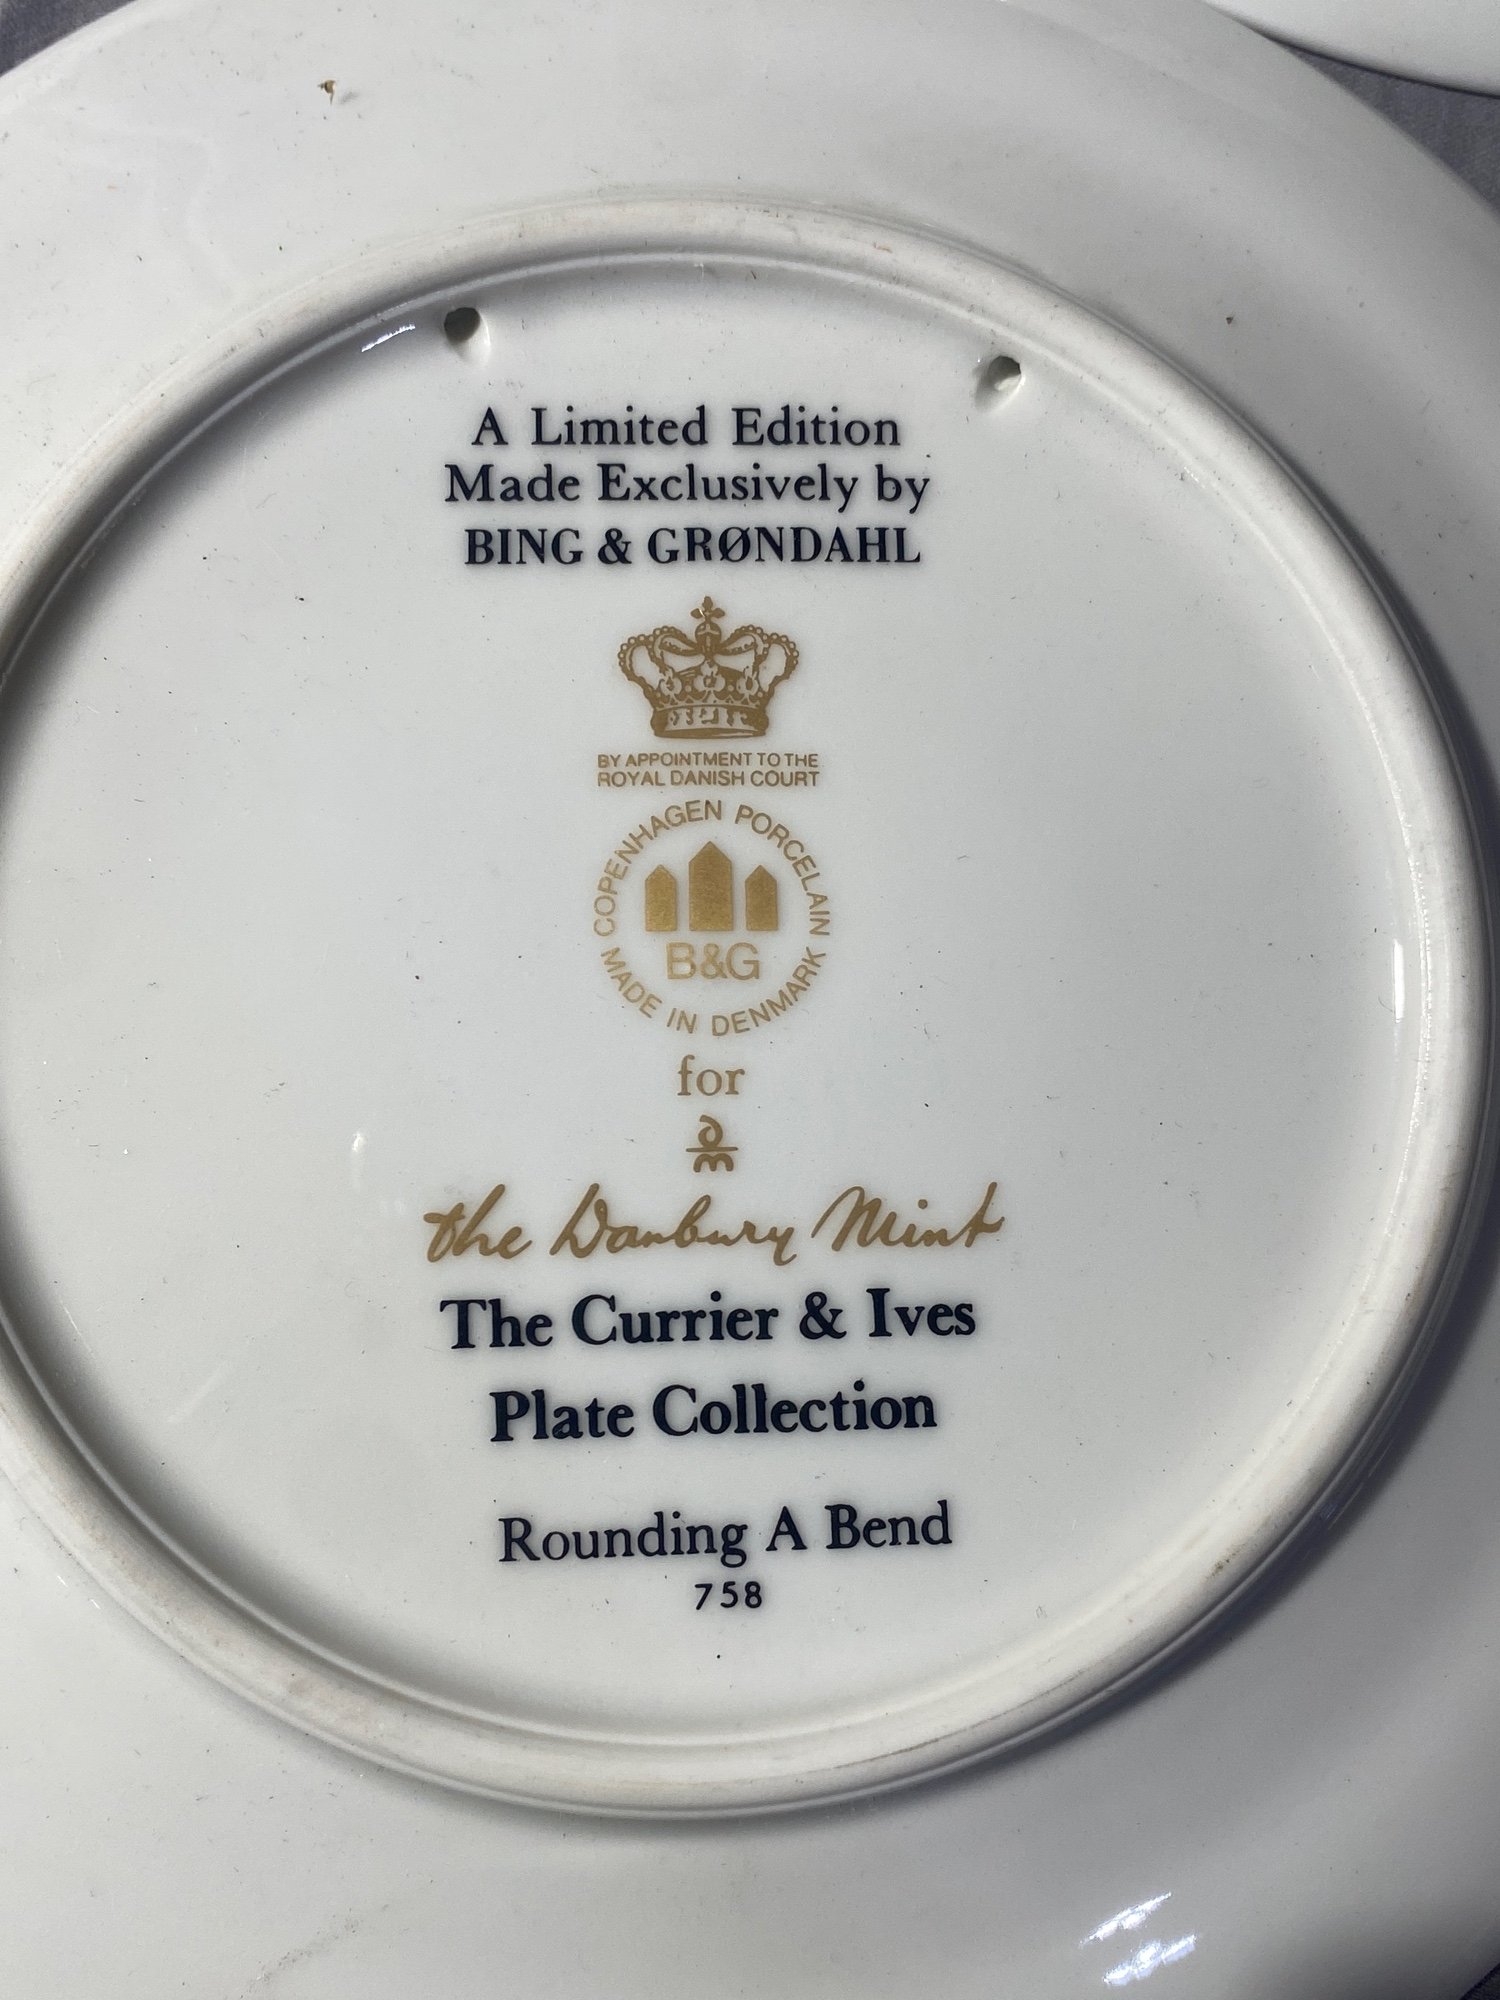 A Limited Edition
Made Exclusively by
BING & GRØNDAHL
BY APPOINTMENT TO THE
ROYAL DANISH COURT
COPENHAGEN PORCELAIN
B&G
MADE IN DENMARK
for
dm
the Danbury Mint
The Currier & Ives
Plate Collection
Rounding A Bend
758